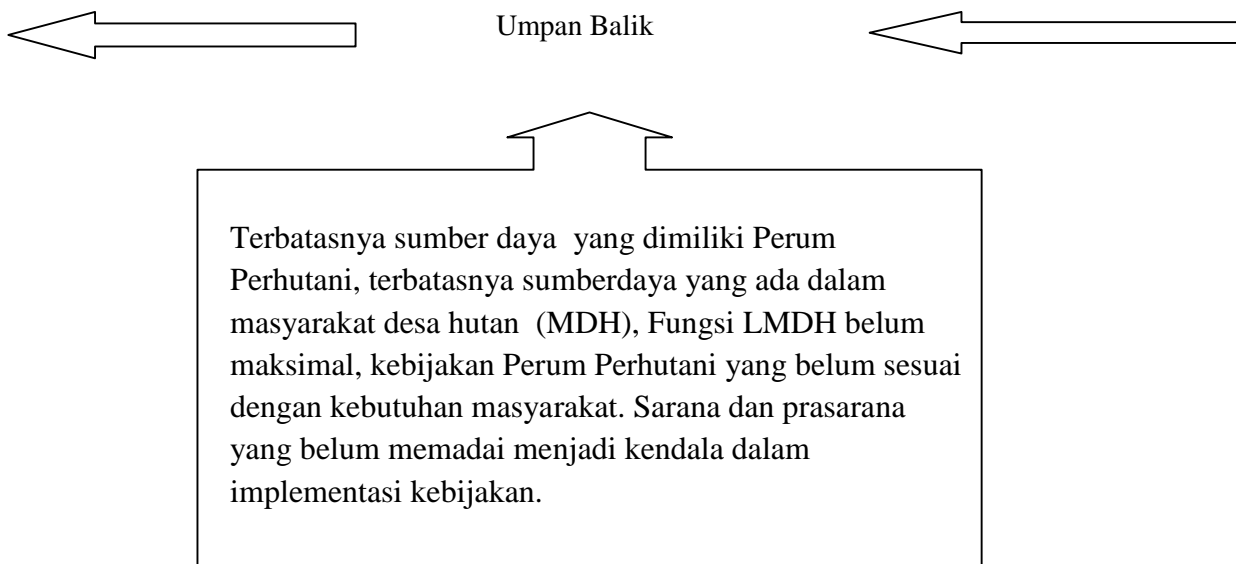 Umpan Balik
Terbatasnya sumber daya yang dimiliki Perum
Perhutani, terbatasnya sumberdaya yang ada dalam
masyarakat desa hutan (MDH), Fungsi LMDH belum
maksimal, kebijakan Perum Perhutani yang belum sesuai
dengan kebutuhan masyarakat. Sarana dan prasarana
yang belum memadai menjadi kendala dalam
implementasi kebijakan.